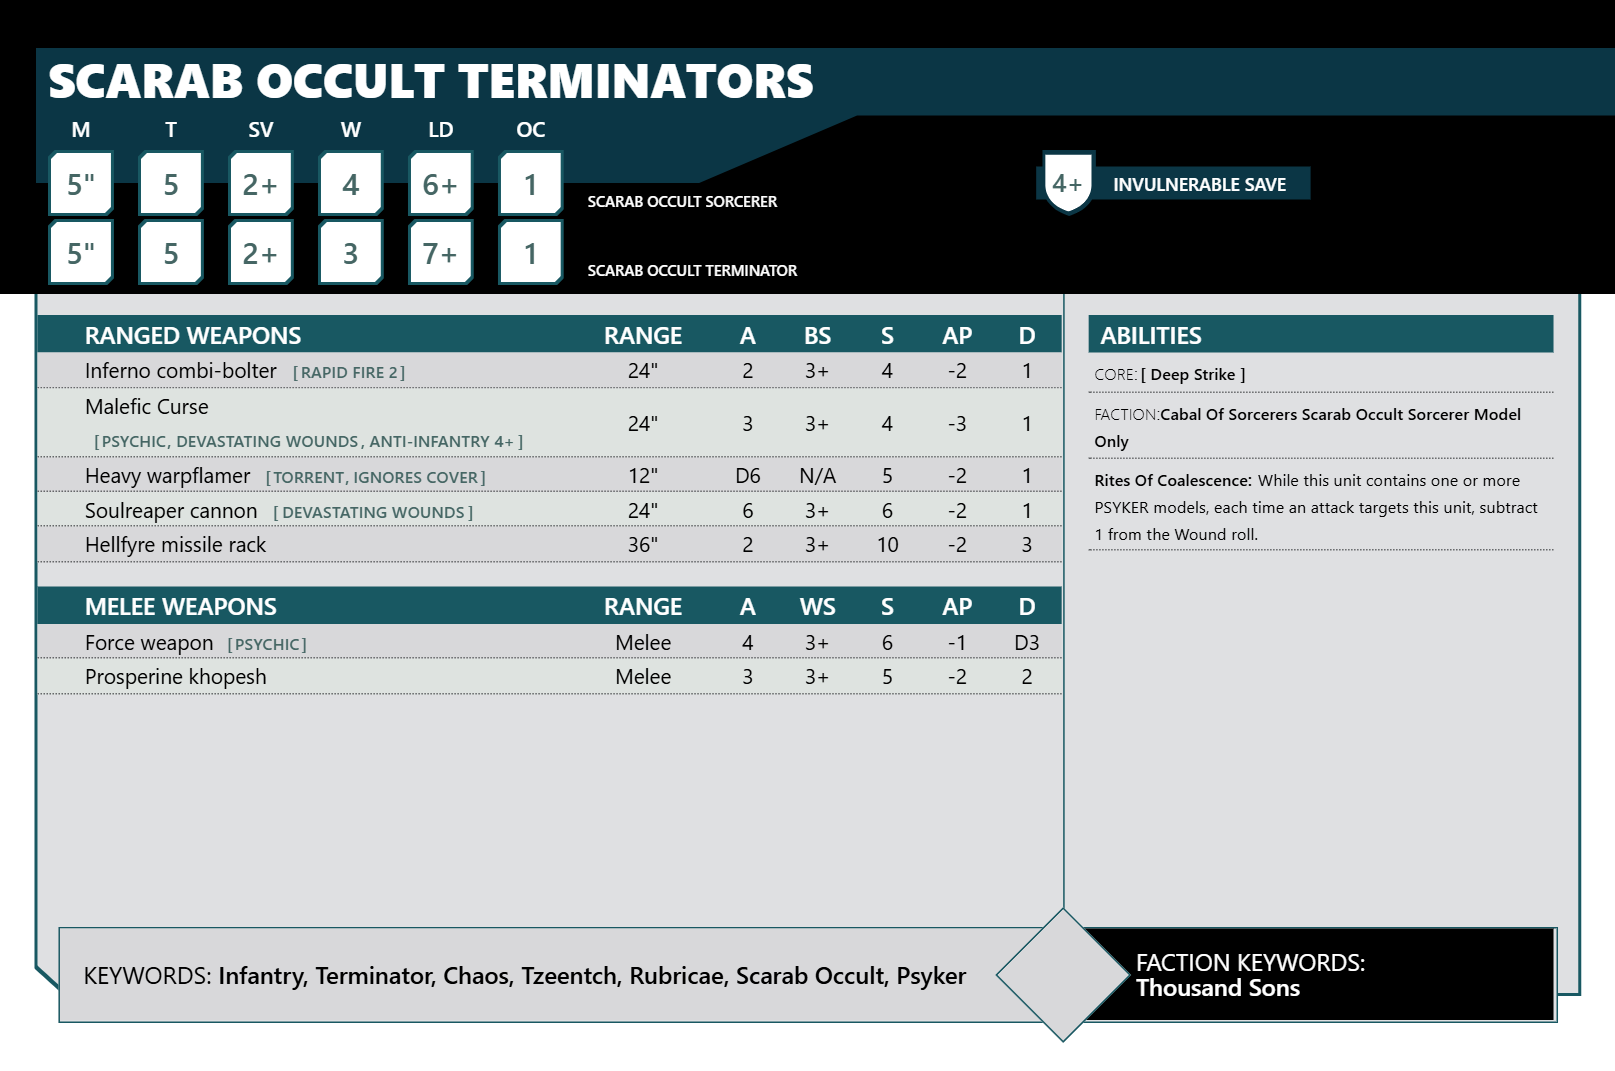 SCARAB OCCULT TERMINATORS
M T SV W LD OC
5" 5 2+ 4 6+ 1 SCARAB OCCULT SORCERER
4+ INVULNERABLE SAVE
5" 5 2+ 3 7+ 1 SCARAB OCCULT TERMINATOR
RANGED WEAPONS RANGE A BS S AP D
Inferno combi-bolter [RAPID FIRE 2] 24" 2 3+ 4 -2 1
Malefic Curse 24" 3 3+ 4 -3 1
[PSYCHIC, DEVASTATING WOUNDS, ANTI-INFANTRY 4+]
Heavy warpflamer [TORRENT, IGNORES COVER] 12" D6 N/A 5 -2 1
Soulreaper cannon [DEVASTATING WOUNDS] 24" 6 3+ 6 -2 1
Hellfyre missile rack 36" 2 3+ 10 -2 3
MELEE WEAPONS RANGE A WS S AP D
Force weapon [PSYCHIC] Melee 4 3+ 6 -1 D3
Prosperine khopesh Melee 3 3+ 5 -2 2
ABILITIES
CORE: [ Deep Strike ]
FACTION:Cabal Of Sorcerers Scarab Occult Sorcerer Model
Only
Rites Of Coalescence: While this unit contains one or more
PSYKER models, each time an attack targets this unit, subtract
1 from the Wound roll.
KEYWORDS: Infantry, Terminator, Chaos, Tzeentch, Rubricae, Scarab Occult, Psyker
FACTION KEYWORDS:
Thousand Sons